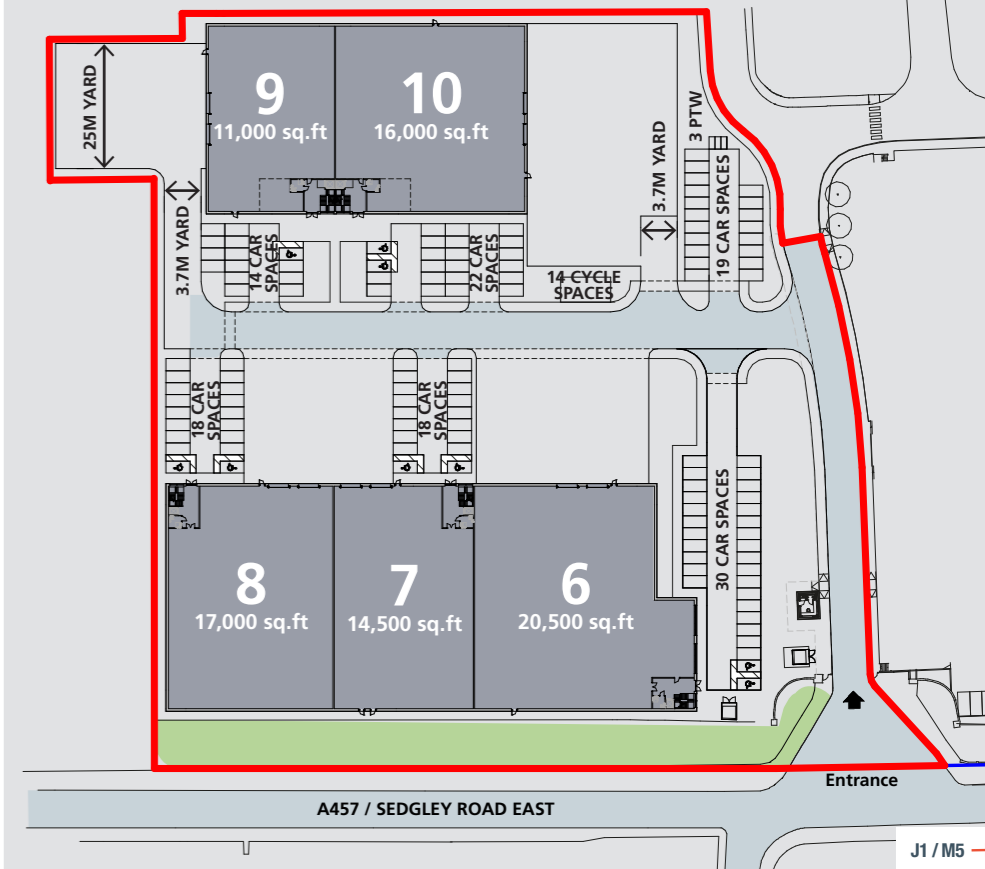 25M YARD
9
11,000 sq.ft
10
16,000 sq.ft
3 PTW
3.7M YARD
19 CAR SPACES
3.7M YARD
14 CAR
SPACES
22 CAR
SPACES
14 CYCLE
SPACES
18 CAR
SPACES
18 CAR
SPACES
30 CAR SPACES
8
17,000 sq.ft
7
14,500 sq.ft
6
20,500 sq.ft
Entrance
A457 / SEDGLEY ROAD EAST
J1 / M5